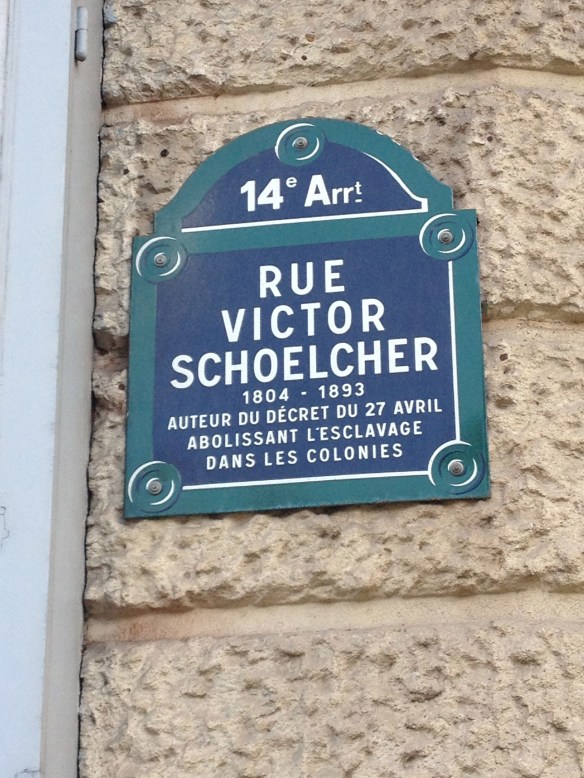 14e Arrt
RUE
VICTOR
SCHOELCHER
1804 - 1893
AUTEUR DU DÉCRET DU 27 AVRIL
ABOLISSANT L'ESCLAVAGE
DANS LES COLONIES